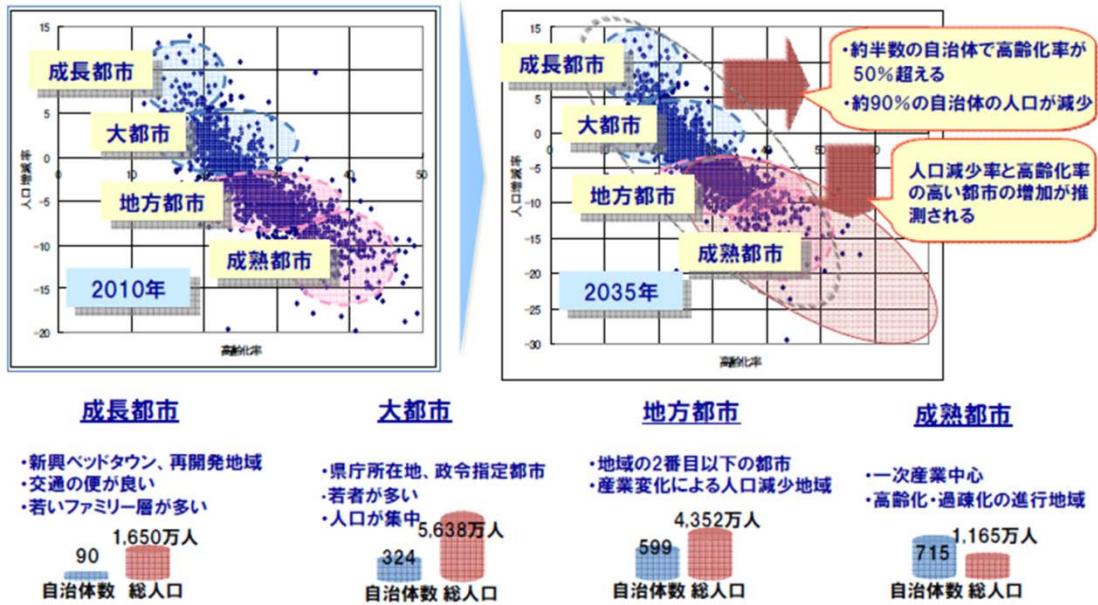 15
10
5
0
-5
-10
-15
-20
0
10
20
30
40
50
人口増減率
高齢化率
成長都市
大都市
地方都市
成熟都市
2010年
15
10
5
0
-5
-10
-15
-20
-25
-30
0
10
20
30
40
人口増減率
高齢化率
成長都市
大都市
地方都市
成熟都市
2035年
・約半数の自治体で高齢化率が
50%超える
・約90%の自治体の人口が減少
人口減少率と高齢化率
の高い都市の増加が推
測される
成長都市
・新興ベッドタウン、再開発地域
・交通の便が良い
・若いファミリー層が多い
90
1,650万人
自治体数 総人口
大都市
・県庁所在地、政令指定都市
・若者が多い
・人口が集中
324
5,638万人
自治体数 総人口
地方都市
・地域の2番目以下の都市
・産業変化による人口減少地域
599
4,352万人
自治体数 総人口
成熟都市
・一次産業中心
・高齢化・過疎化の進行地域
715
1,165万人
自治体数 総人口